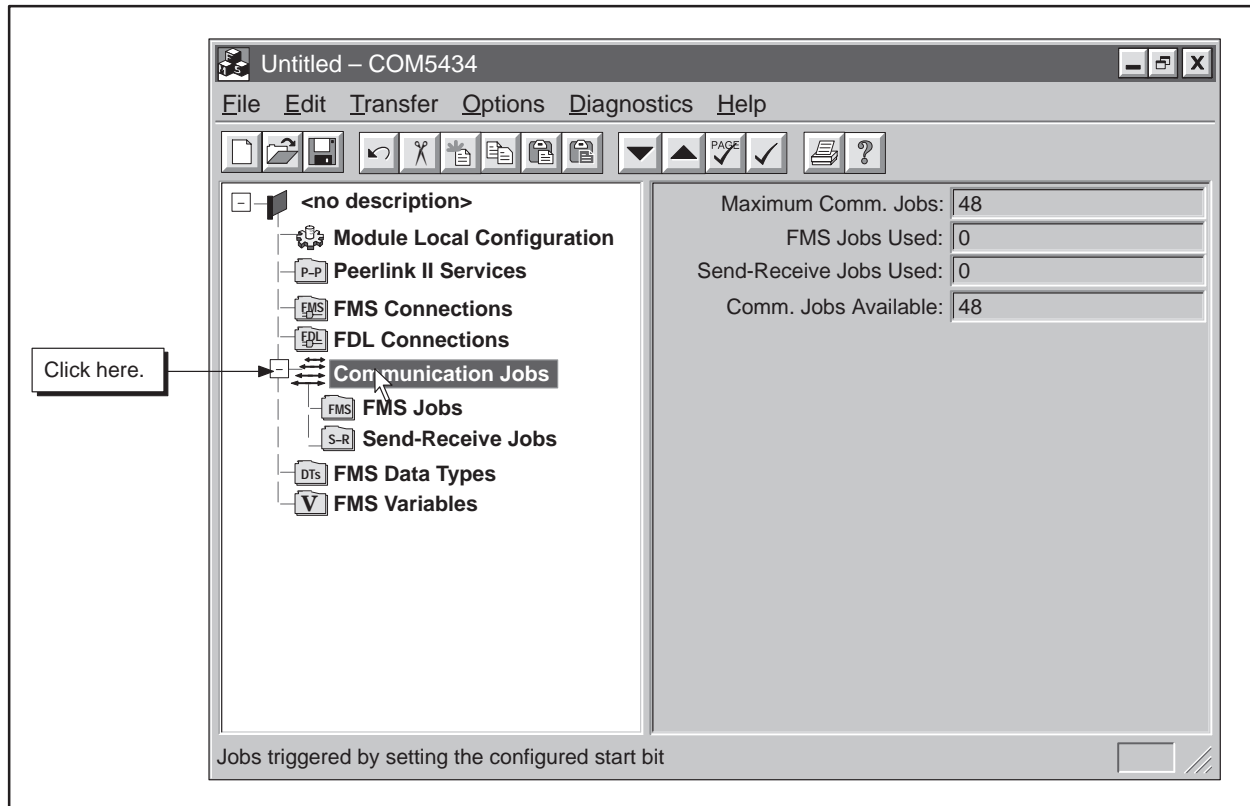 Untitled – COM5434
File Edit Transfer Options Diagnostics Help
PAGE
<no description>
Module Local Configuration
P–P Peerlink II Services
FMS FMS Connections
FDL FDL Connections
Click here.
Communication Jobs
FMS FMS Jobs
S–R Send-Receive Jobs
DTs FMS Data Types
V FMS Variables
Maximum Comm. Jobs: 48
FMS Jobs Used: 0
Send-Receive Jobs Used: 0
Comm. Jobs Available: 48
Jobs triggered by setting the configured start bit